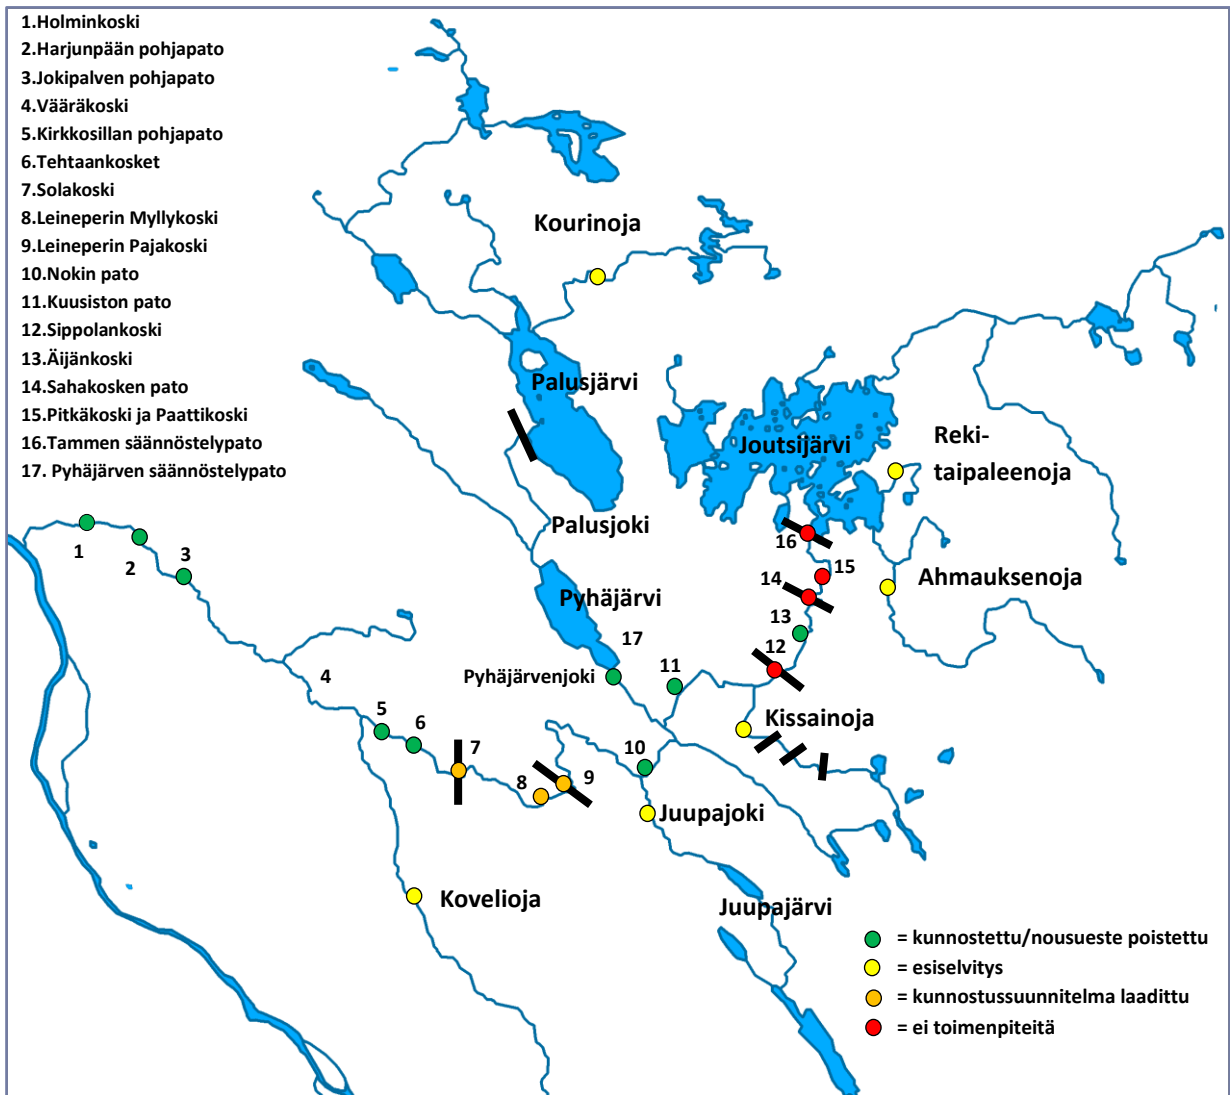 1.Holminkoski
2.Harjunpään pohjapato
3.Jokipalven pohjapato
4.Vääräkoski
5.Kirkkosillan pohjapato
6.Tehtaankosket
7.Solakoski
8.Leineperin Myllykoski
9.Leineperin Pajakoski
10.Nokin pato
11.Kuusiston pato
12.Sippolankoski
13.Äijänkoski
14.Sahakosken pato
15.Pitkäkoski ja Paattikoski
16.Tammen säännöstelypato
17. Pyhäjärven säännöstelypato
Kourinoja
Palusjärvi
Joutsijärvi
Reki-
taipaleenoja
Palusjoki
1
2
3
16
15
14
Ahmauksenoja
Pyhäjärvi
13
17
12
11
Pyhäjärvenjoki
4
5
6
7
Kissainoja
10
8
9
Juupajoki
Kovelioja
Juupajärvi
= kunnostettu/nousueste poistettu
= esiselvitys
= kunnostussuunnitelma laadittu
= ei toimenpiteitä